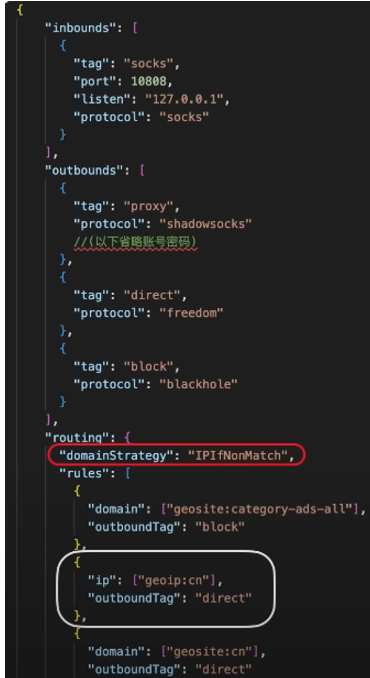 {
"inbounds": [
{
"tag": "socks",
"port": 10808,
"listen": "127.0.0.1",
"protocol": "socks"
}
],
"outbounds": [
{
"tag": "proxy",
"protocol": "shadowsocks"
//(以下省略账号密码)
},
{
"tag": "direct",
"protocol": "freedom"
},
{
"tag": "block",
"protocol": "blackhole"
}
],
"routing": {
"domainStrategy": "IPIfNonMatch",
"rules": [
{
"domain": ["geosite:category-ads-all"],
"outboundTag": "block"
},
{
"ip": ["geoip:cn"],
"outboundTag": "direct"
},
{
"domain": ["geosite:cn"],
"outboundTag": "direct"